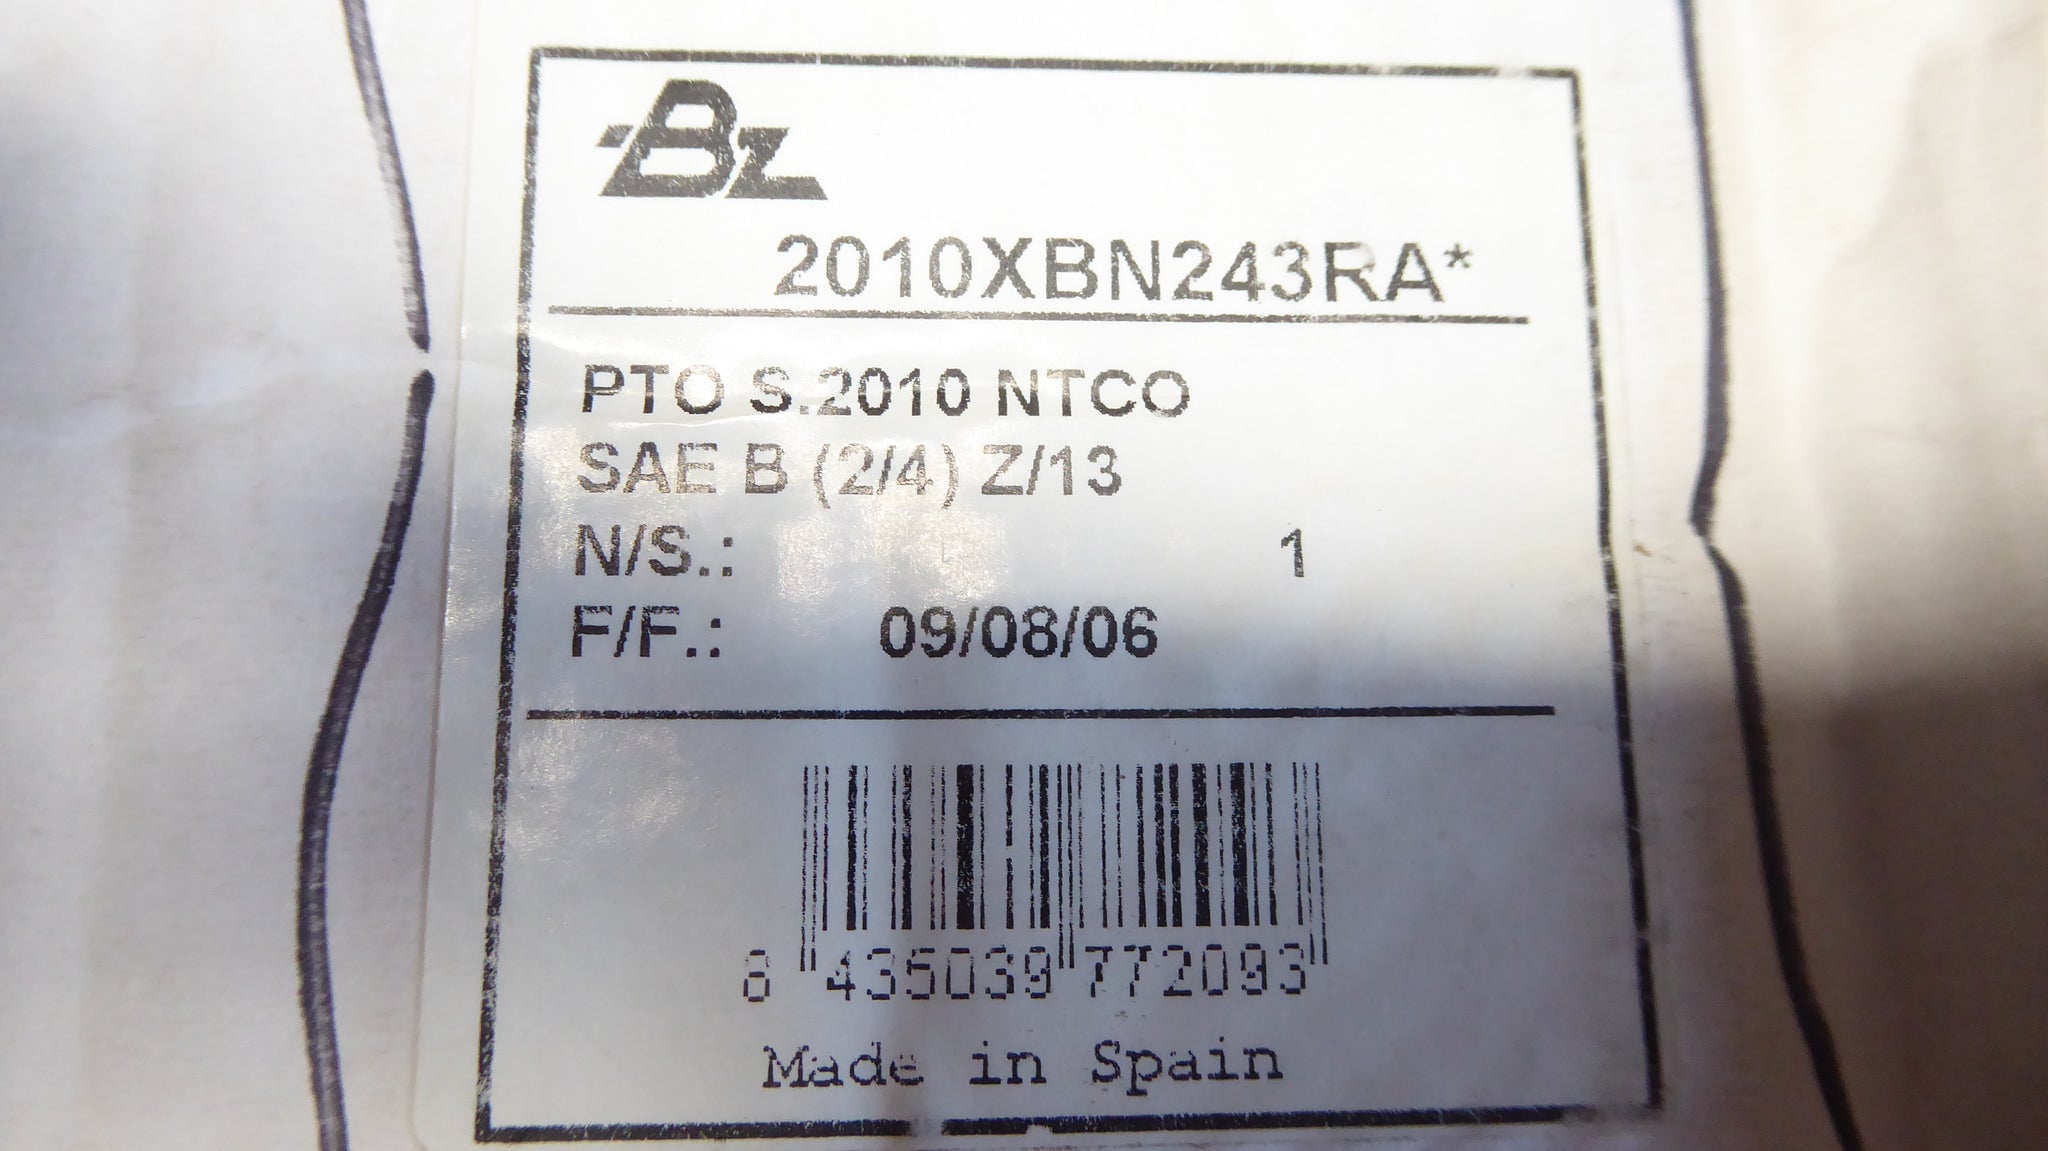 BZ
2010XBN243RA*
PTO S.2010 NTCO
SAE B (2/4) Z/13
N/S.: 1
F/F.: 09/08/06
8 435039 772093
Made in Spain